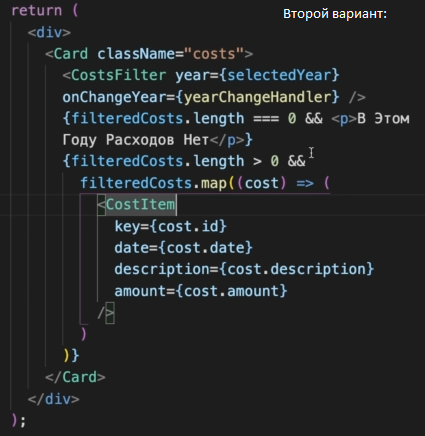 return (
Второй вариант:
<div>
<Card className="costs">
<CostsFilter year={selectedYear}
onChangeYear={yearChangeHandler} />
{filteredCosts.length === 0 && <p>В Этом
Году Расходов Нет</p>}
{filteredCosts.length > 0 &&
filteredCosts.map((cost) => (
<CostItem
key={cost.id}
date={cost.date}
description={cost.description}
amount={cost.amount}
/>
)
)}
</Card>
</div>
);